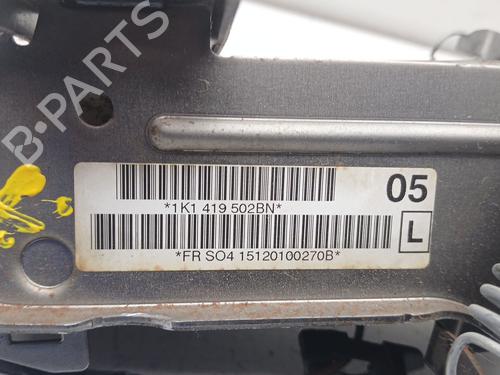 B-PARTS
05
*1K1 419 502BN*
L
*FR SO4 15120100270B*